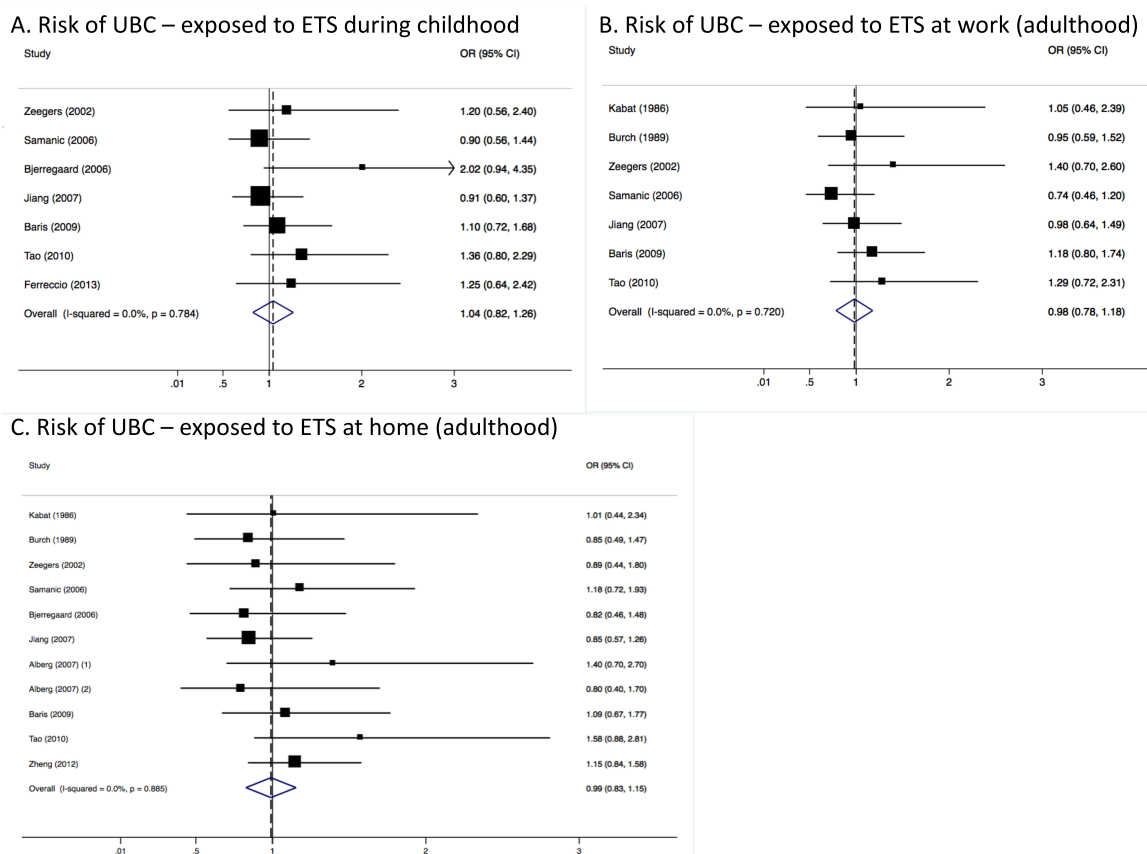 A. Risk of UBC – exposed to ETS during childhood
Study OR (95% CI)
Zeegers (2002) 1.20 (0.56, 2.40)
Samanic (2006) 0.90 (0.56, 1.44)
Bjerregaard (2006) 2.02 (0.94, 4.35)
Jiang (2007) 0.91 (0.60, 1.37)
Baris (2009) 1.10 (0.72, 1.68)
Tao (2010) 1.36 (0.80, 2.29)
Ferreccio (2013) 1.25 (0.64, 2.42)
Overall (I-squared = 0.0%, p = 0.784) 1.04 (0.82, 1.26)
.01 .5 1 2 3
B. Risk of UBC – exposed to ETS at work (adulthood)
Study OR (95% CI)
Kabat (1986) 1.05 (0.46, 2.39)
Burch (1989) 0.95 (0.59, 1.52)
Zeegers (2002) 1.40 (0.70, 2.60)
Samanic (2006) 0.74 (0.46, 1.20)
Jiang (2007) 0.98 (0.64, 1.49)
Baris (2009) 1.18 (0.80, 1.74)
Tao (2010) 1.29 (0.72, 2.31)
Overall (I-squared = 0.0%, p = 0.720) 0.98 (0.78, 1.18)
.01 .5 1 2 3
C. Risk of UBC – exposed to ETS at home (adulthood)
Study OR (95% CI)
Kabat (1986) 1.01 (0.44, 2.34)
Burch (1989) 0.85 (0.49, 1.47)
Zeegers (2002) 0.89 (0.44, 1.80)
Samanic (2006) 1.18 (0.72, 1.93)
Bjerregaard (2006) 0.82 (0.46, 1.48)
Jiang (2007) 0.85 (0.57, 1.26)
Alberg (2007) (1) 1.40 (0.70, 2.70)
Alberg (2007) (2) 0.80 (0.40, 1.70)
Baris (2009) 1.09 (0.67, 1.77)
Tao (2010) 1.58 (0.88, 2.81)
Zheng (2012) 1.15 (0.84, 1.58)
Overall (I-squared = 0.0%, p = 0.885) 0.99 (0.83, 1.15)
.01 .5 1 2 3